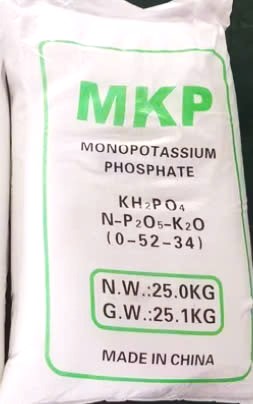 MKP
MONOPOTASSIUM
PHOSPHATE
KH₂PO₄
N-P₂O₅-K₂O
(0-52-34)
N.W.:25.0KG
G.W.:25.1KG
MADE IN CHINA